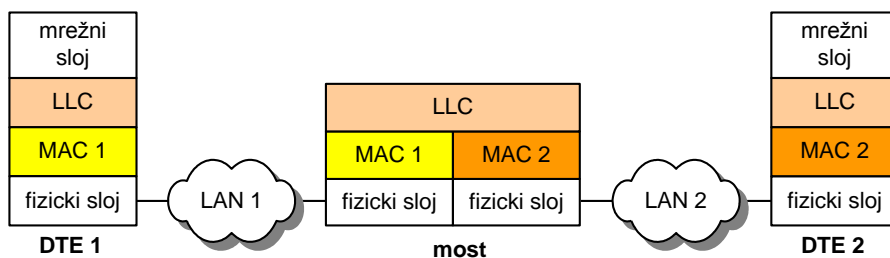 mrežni
sloj
LLC
MAC 1
fizicki sloj
DTE 1
LAN 1
LLC
MAC 1
MAC 2
fizicki sloj
fizicki sloj
most
LAN 2
mrežni
sloj
LLC
MAC 2
fizicki sloj
DTE 2